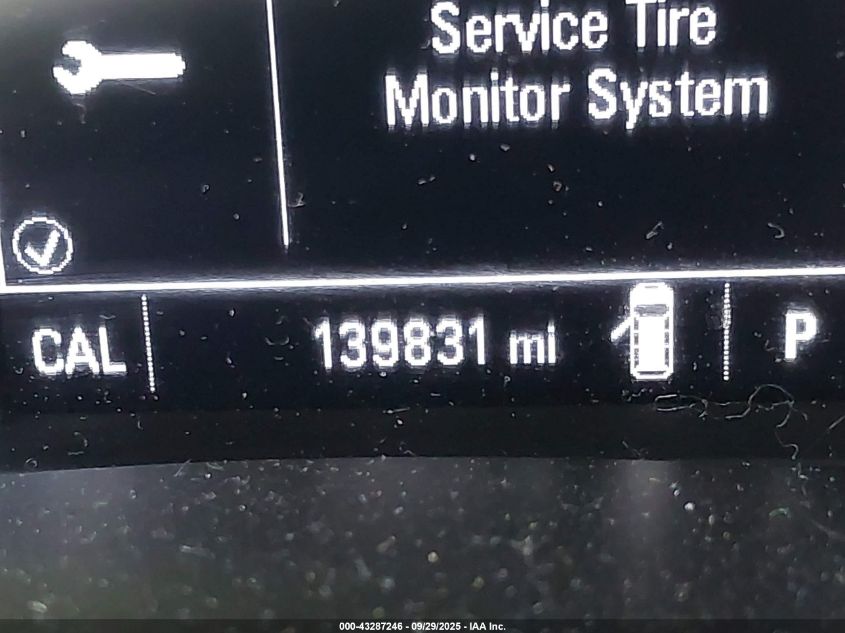 Service Tire
Monitor System
CAL
139831 mi
P
000-43287246 - 09/29/2025 - IAA Inc.